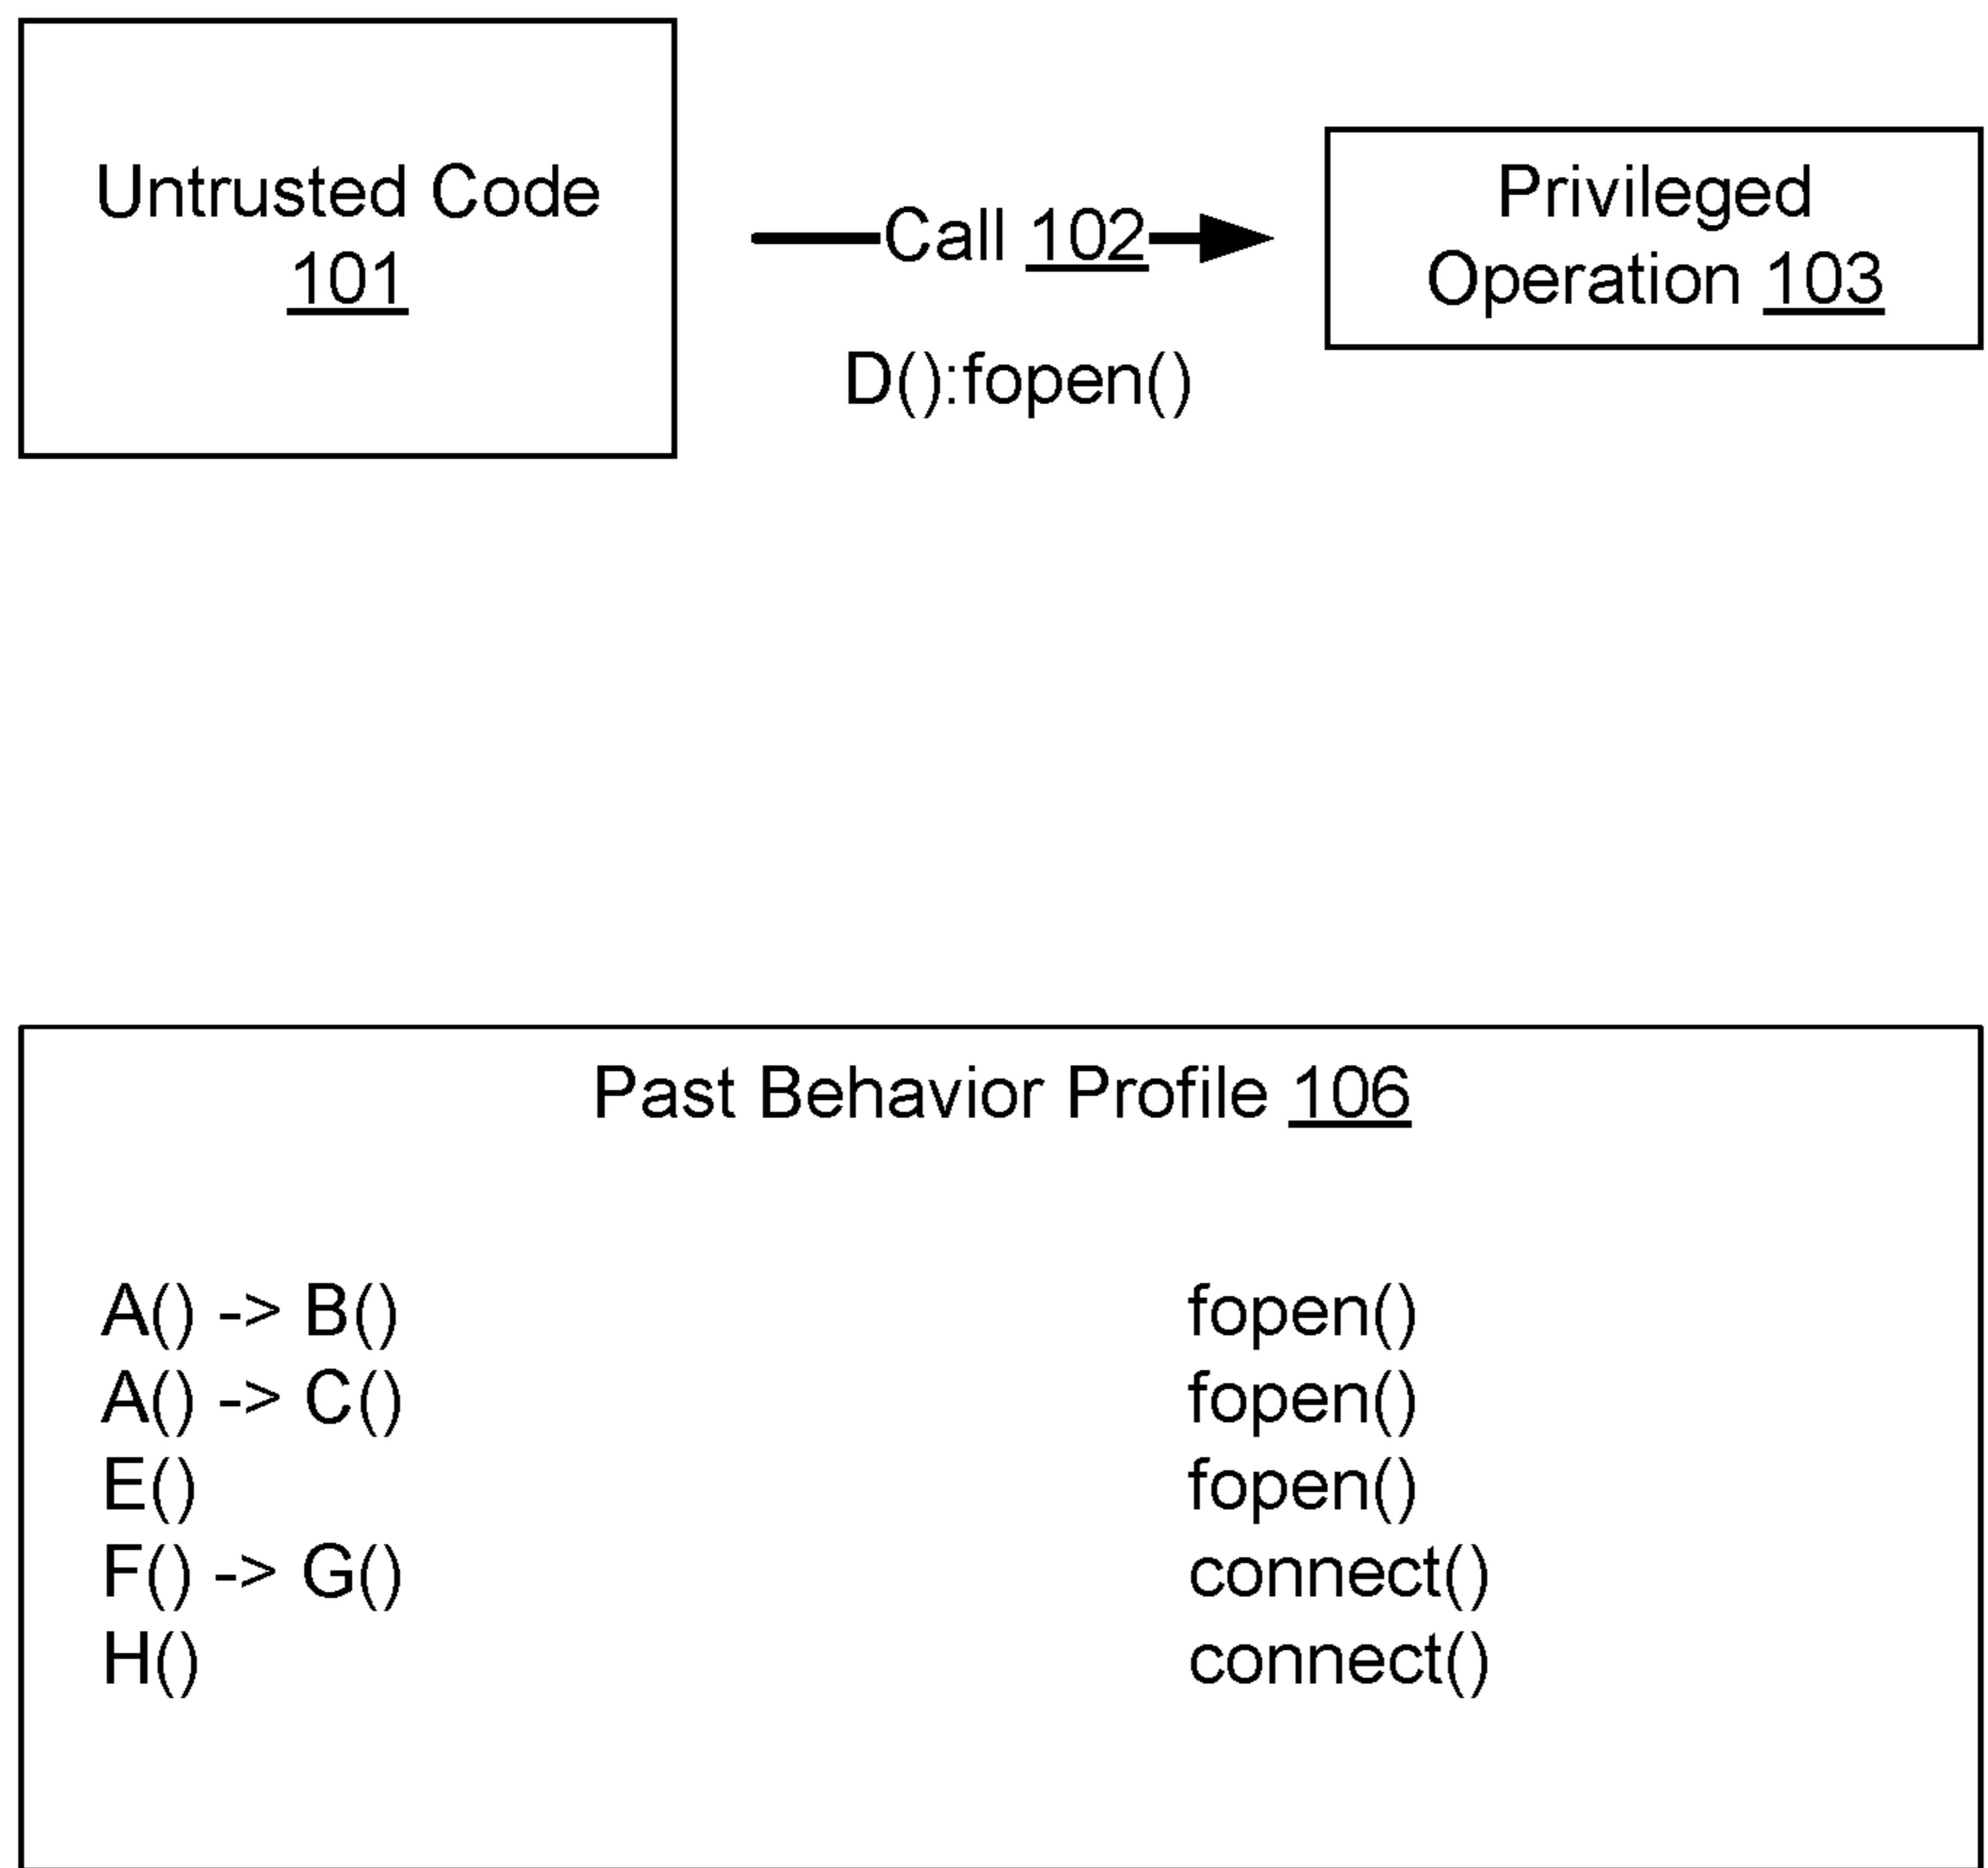 Untrusted Code
101
Call 102
D():fopen()
Privileged
Operation 103
Past Behavior Profile 106
A() -> B() fopen()
A() -> C() fopen()
E() fopen()
F() -> G() connect()
H() connect()